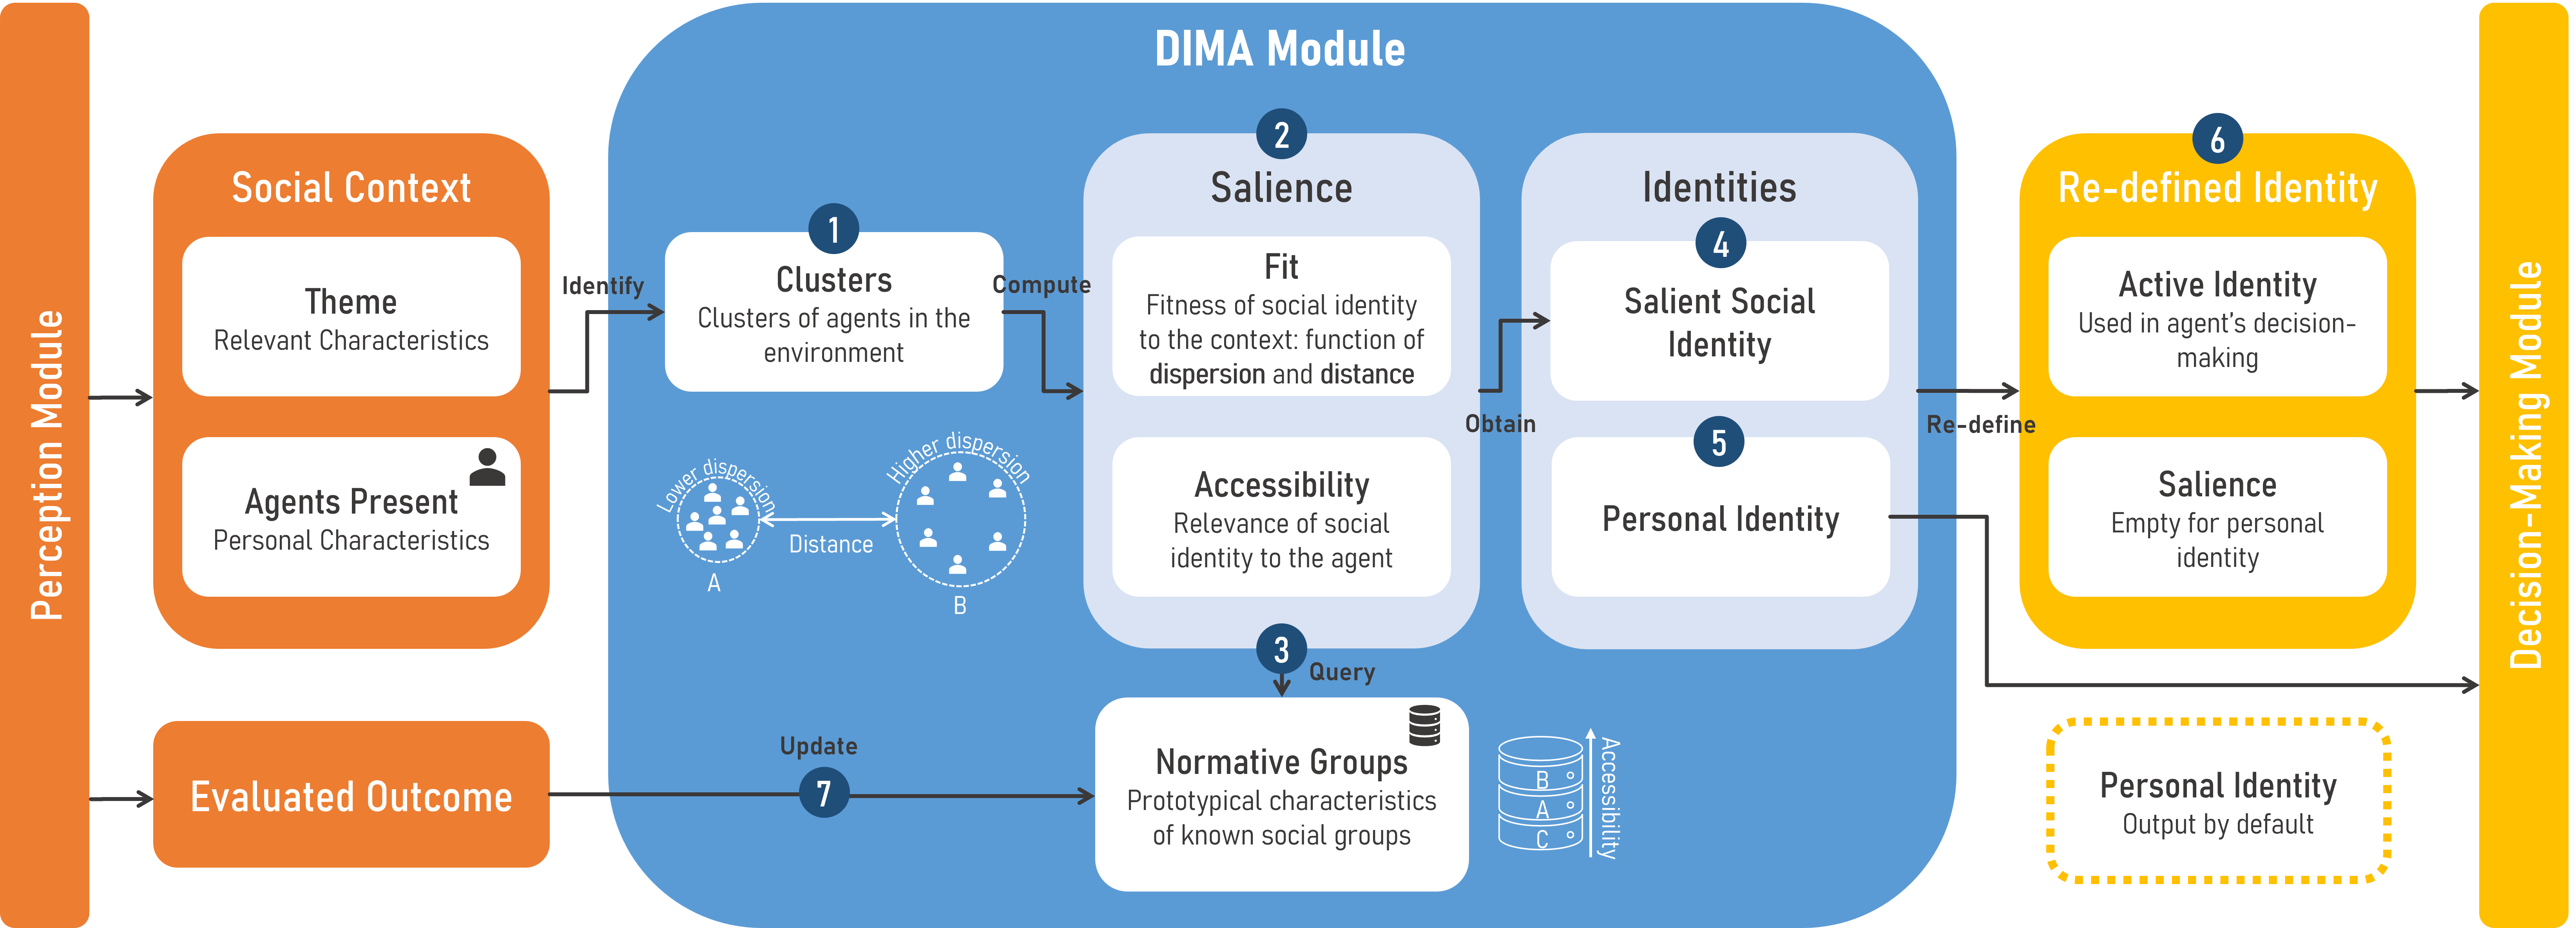 DIMA Module
Perception Module
Social Context
Theme
Relevant Characteristics
Agents Present
Personal Characteristics
Evaluated Outcome
Identify
1
Clusters
Clusters of agents in the
environment
Compute
Lower dispersion
Higher dispersion
Distance
A
B
2
Salience
Fit
Fitness of social identity
to the context: function of
dispersion and distance
Accessibility
Relevance of social
identity to the agent
3
Query
Normative Groups
Prototypical characteristics
of known social groups
B
A
C
Accessibility
Update
7
Obtain
Identities
4
Salient Social
Identity
5
Personal Identity
Re-define
6
Re-defined Identity
Active Identity
Used in agent's decision-
making
Salience
Empty for personal
identity
Personal Identity
Output by default
Decision-Making Module